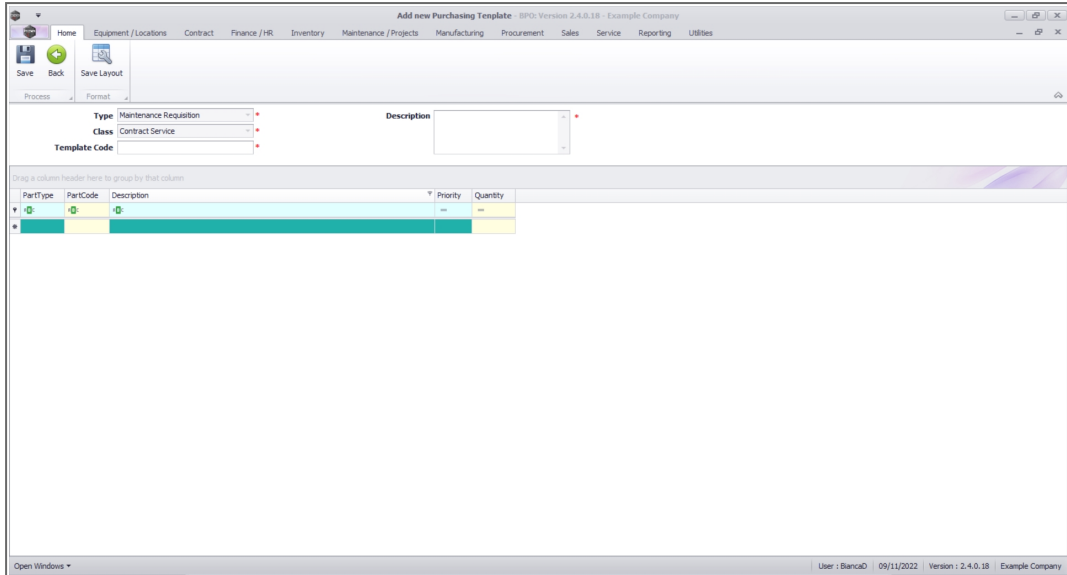 Add new Purchasing Tenplate - BPO: Version 2.4.0.18 - Example Company
Home Equipment / Locations Contract Finance / HR Inventory Maintenance / Projects Manufacturing Procurement Sales Service Reporting Utilities
Save Back Save Layout
Process Format
Type Maintenance Requisition * Description *
Class Contract Service *
Template Code *
Drag a column header here to group by that column
PartType PartCode Description Priority Quantity
Open Windows User : BiancaD 09/11/2022 Version : 2.4.0.18 Example Company